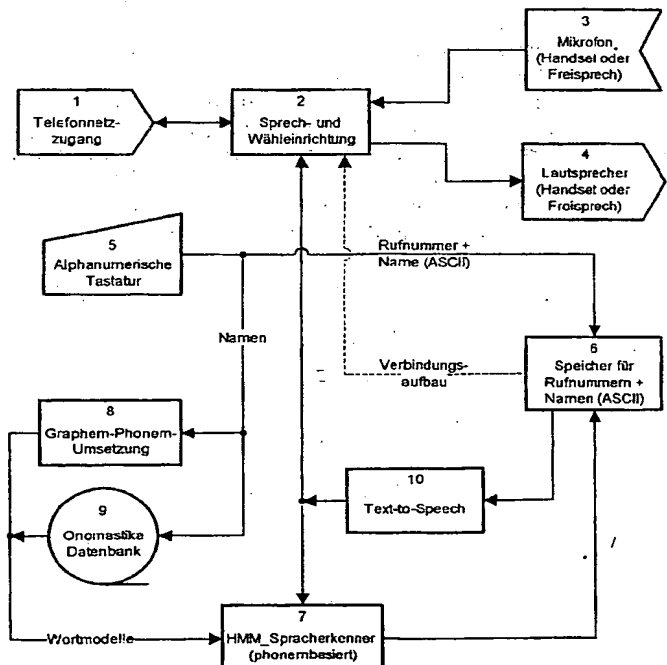 3
Mikrofon
(Handset oder
Freisprech)
1
Telefonnetz-
zugang
2
Sprech- und
Wähleinrichtung
4
Lautsprecher
(Handset oder
Froisprech)
5
Alphanumerische
Tastatur
Rufnummer +
Name (ASCII)
Namen
Verbindungs-
aufbau
6
Speicher für
Rufnummern +
Namen (ASCII)
8
Graphem-Phonem-
Umsetzung
10
Text-to-Speech
9
Onomastika
Datenbank
Wortmodelle
7
HMM_Spracherkenner
(phonembasiert)